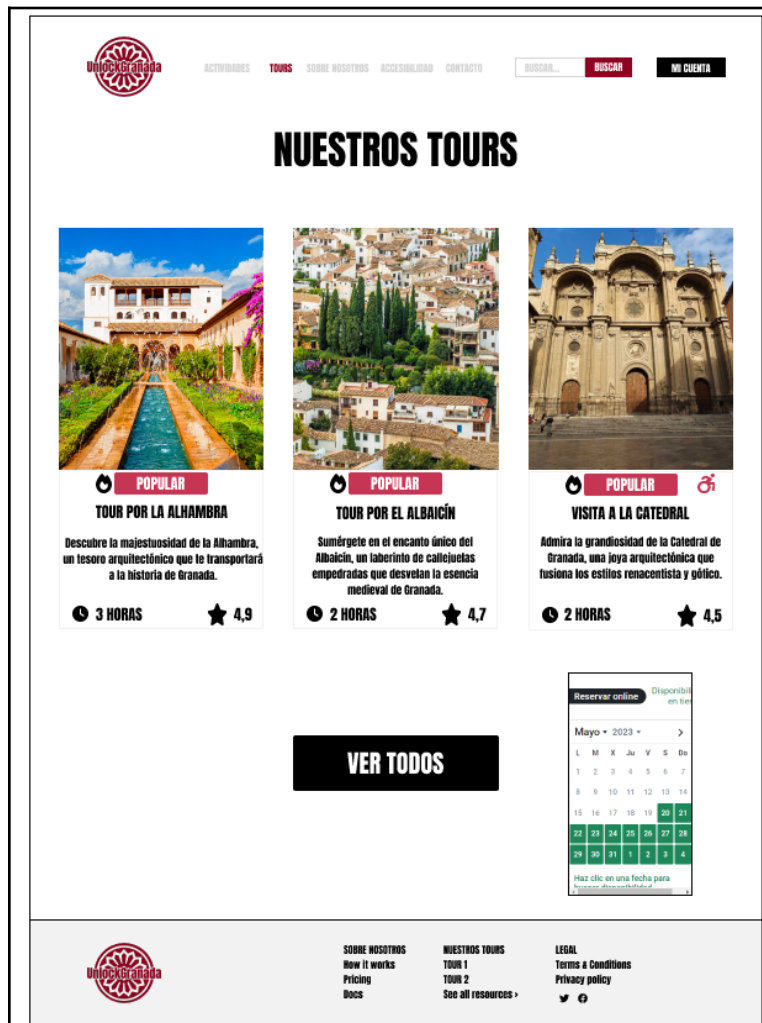 UnlockGranada
ACTIVIDADES TOURS SOBRE NOSOTROS ACCESIBILIDAD CONTACTO BUSCAR... BUSCAR MI CUENTA
NUESTROS TOURS
POPULAR
TOUR POR LA ALHAMBRA
Descubre la majestuosidad de la Alhambra,
un tesoro arquitectónico que te transportará
a la historia de Granada.
3 HORAS 4,9
POPULAR
TOUR POR EL ALBAICÍN
Sumérgete en el encanto único del
Albaicín, un laberinto de callejuelas
empedradas que desvelan la esencia
medieval de Granada.
2 HORAS 4,7
POPULAR
VISITA A LA CATEDRAL
Admira la grandiosidad de la Catedral de
Granada, una joya arquitectónica que
fusiona los estilos renacentista y gótico.
2 HORAS 4,5
VER TODOS
Reservar online
Disponibil
en tier
Mayo 2023
L M X Ju V S Do
1 2 3 4 5 6 7
8 9 10 11 12 13 14
15 16 17 18 19 20 21
22 23 24 25 26 27 28
29 30 31 1 2 3 4
Haz clic en una fecha para
buscar disponibilidad
UnlockGranada
SOBRE NOSOTROS
How it works
Pricing
Docs
NUESTROS TOURS
TOUR 1
TOUR 2
See all resources ›
LEGAL
Terms & Conditions
Privacy policy